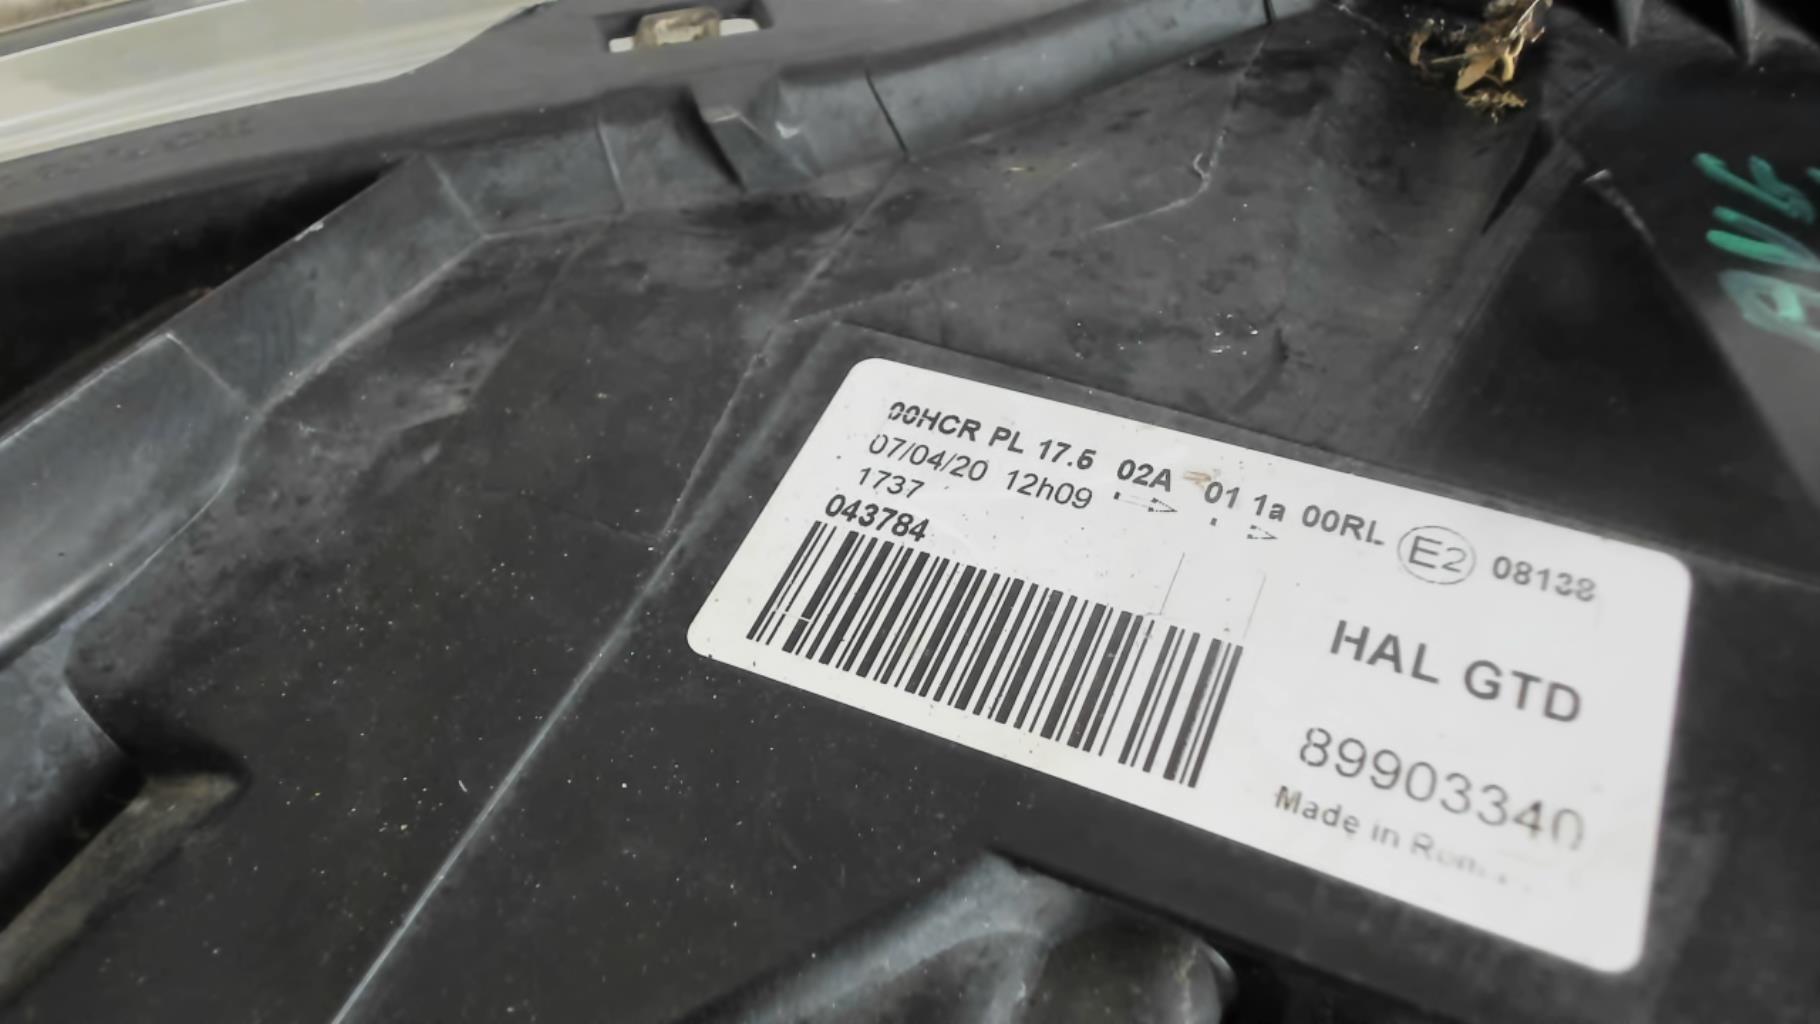 00HCR PL 17.5 02A 01 1a 00RL E2 08138
07/04/20 12h09
1737
043784
HAL GTD
89903340
Made in